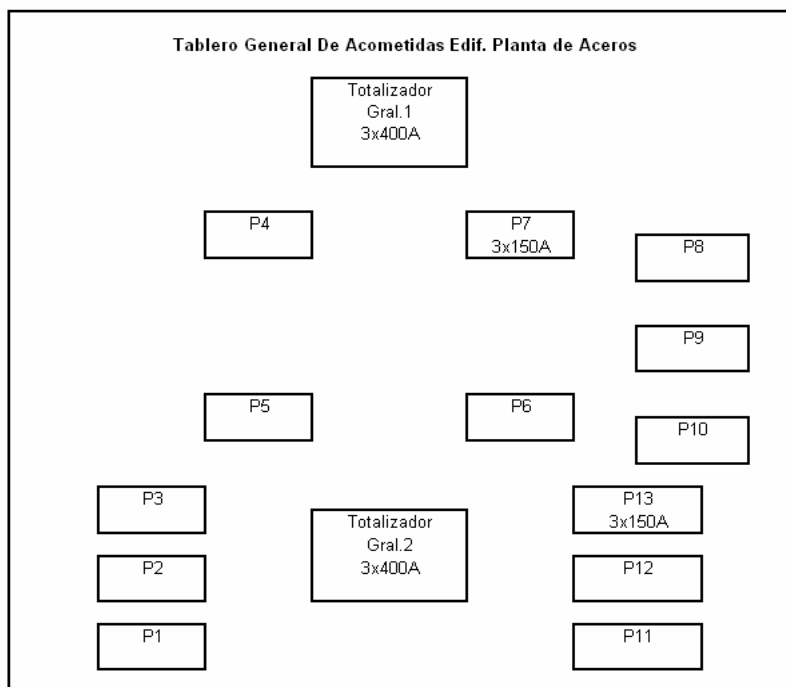 Tablero General De Acometidas Edif. Planta de Aceros
Totalizador
Gral.1
3x400A
P4
P7
3x150A
P8
P9
P5
P6
P10
P3
P13
3x150A
Totalizador
Gral.2
3x400A
P2
P12
P1
P11